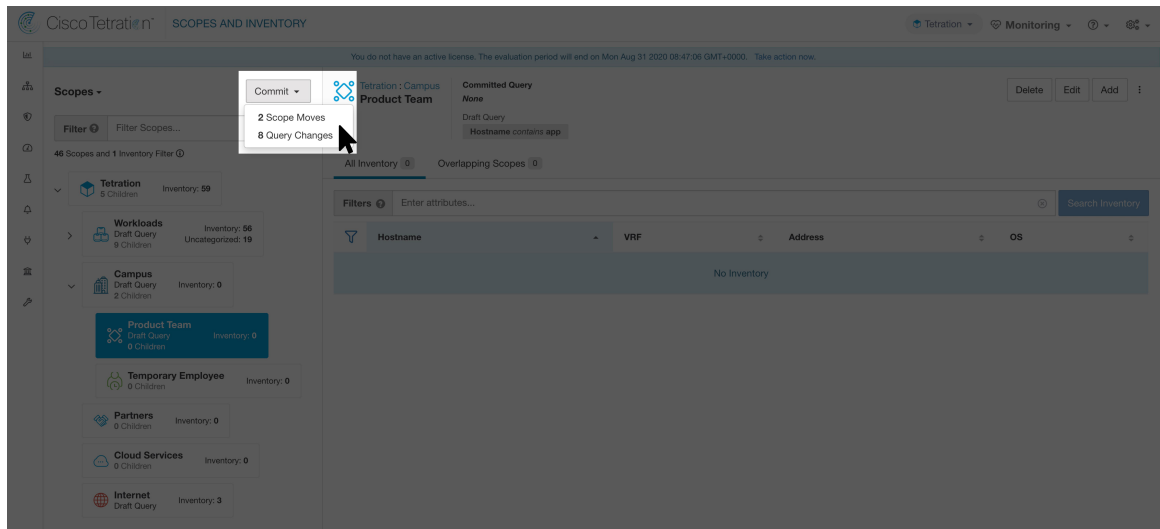 Cisco Tetration™ SCOPES AND INVENTORY
Tetration
Monitoring
You do not have an active license. The evaluation period will end on Mon Aug 31 2020 08:47:06 GMT+0000. Take action now.
Scopes
Commit
2 Scope Moves
8 Query Changes
Filter Filter Scopes...
46 Scopes and 1 Inventory Filter
Tetration
5 Children
Inventory: 59
Workloads
Draft Query
9 Children
Inventory: 56
Uncategorized: 19
Campus
Draft Query
2 Children
Inventory: 0
Product Team
Draft Query
0 Children
Inventory: 0
Temporary Employee
0 Children
Inventory: 0
Partners
0 Children
Inventory: 0
Cloud Services
0 Children
Inventory: 0
Internet
Draft Query
Inventory: 3
Tetration : Campus
Product Team
Committed Query
None
Draft Query
Hostname contains app
Delete Edit Add
All Inventory 0 Overlapping Scopes 0
Filters Enter attributes... Search Inventory
Hostname VRF Address OS
No Inventory